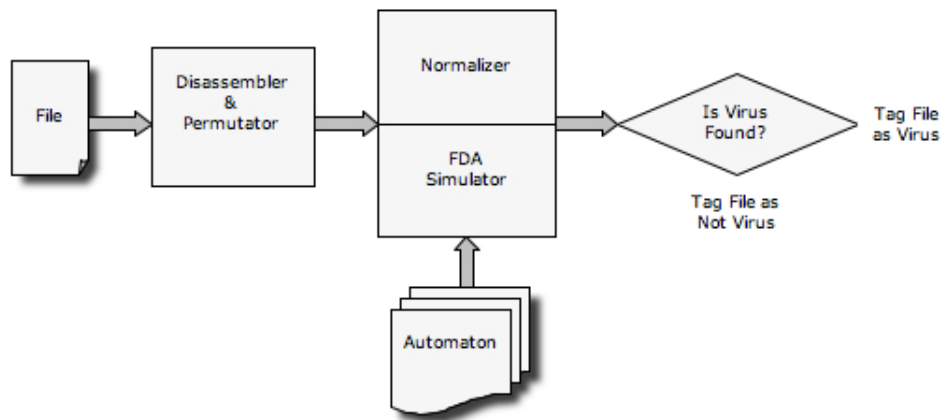 File
Disassembler
&
Permutator
Normalizer
FDA
Simulator
Is Virus
Found?
Tag File
as Virus
Tag File as
Not Virus
Automaton